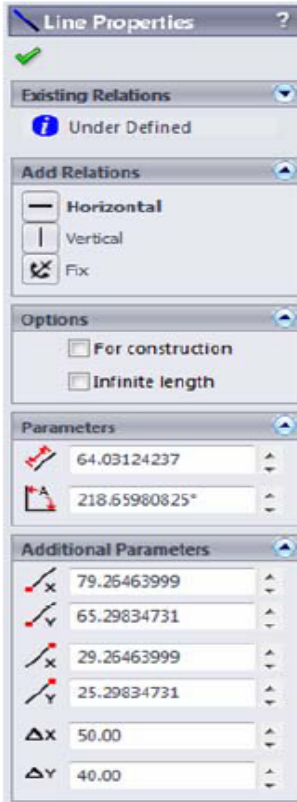 Line Properties ?
Existing Relations
i Under Defined
Add Relations
Horizontal
Vertical
Fix
Options
For construction
Infinite length
Parameters
64.03124237
A 218.65980825°
Additional Parameters
X 79.26463999
Y 65.29834731
X 29.26463999
Y 25.29834731
ΔX 50.00
ΔY 40.00